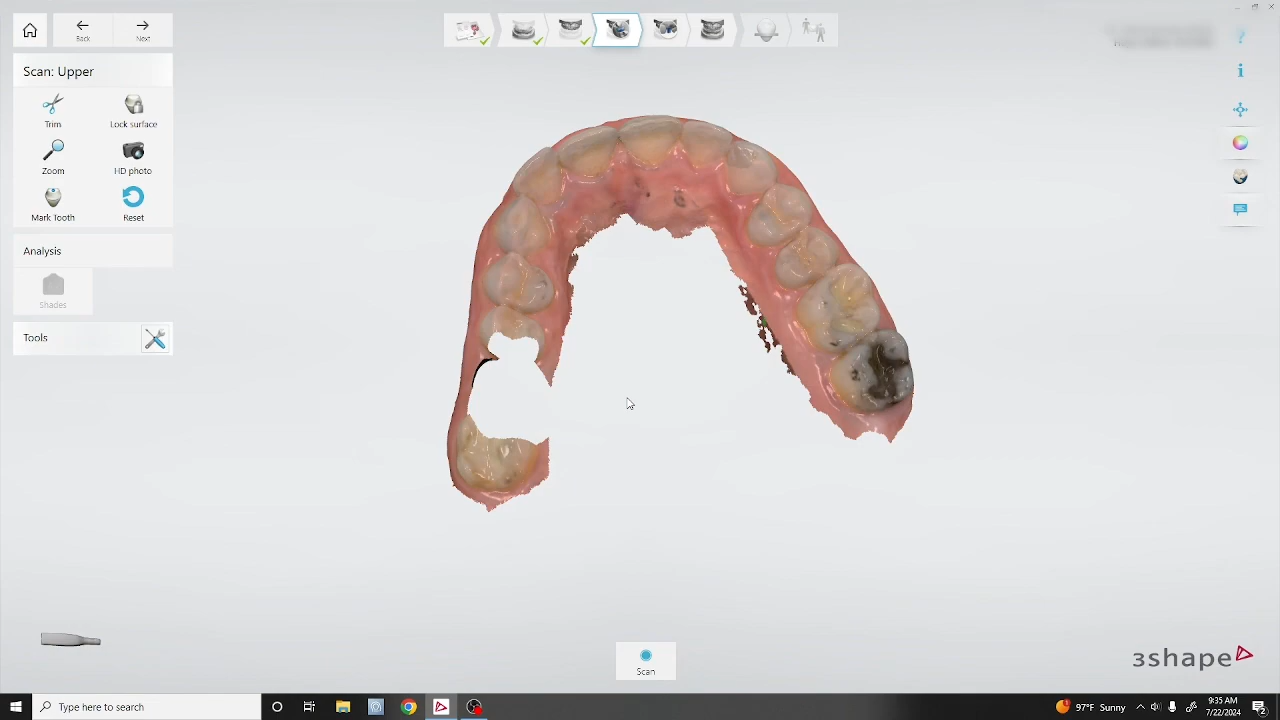 Back
Next
Scan: Upper
Trim
Lock surface
Zoom
HD photo
Mark Tooth
Reset
Analysis
Shades
Tools
Scan
3shape
Type here to search
97°F Sunny
9:35 AM
7/22/2024